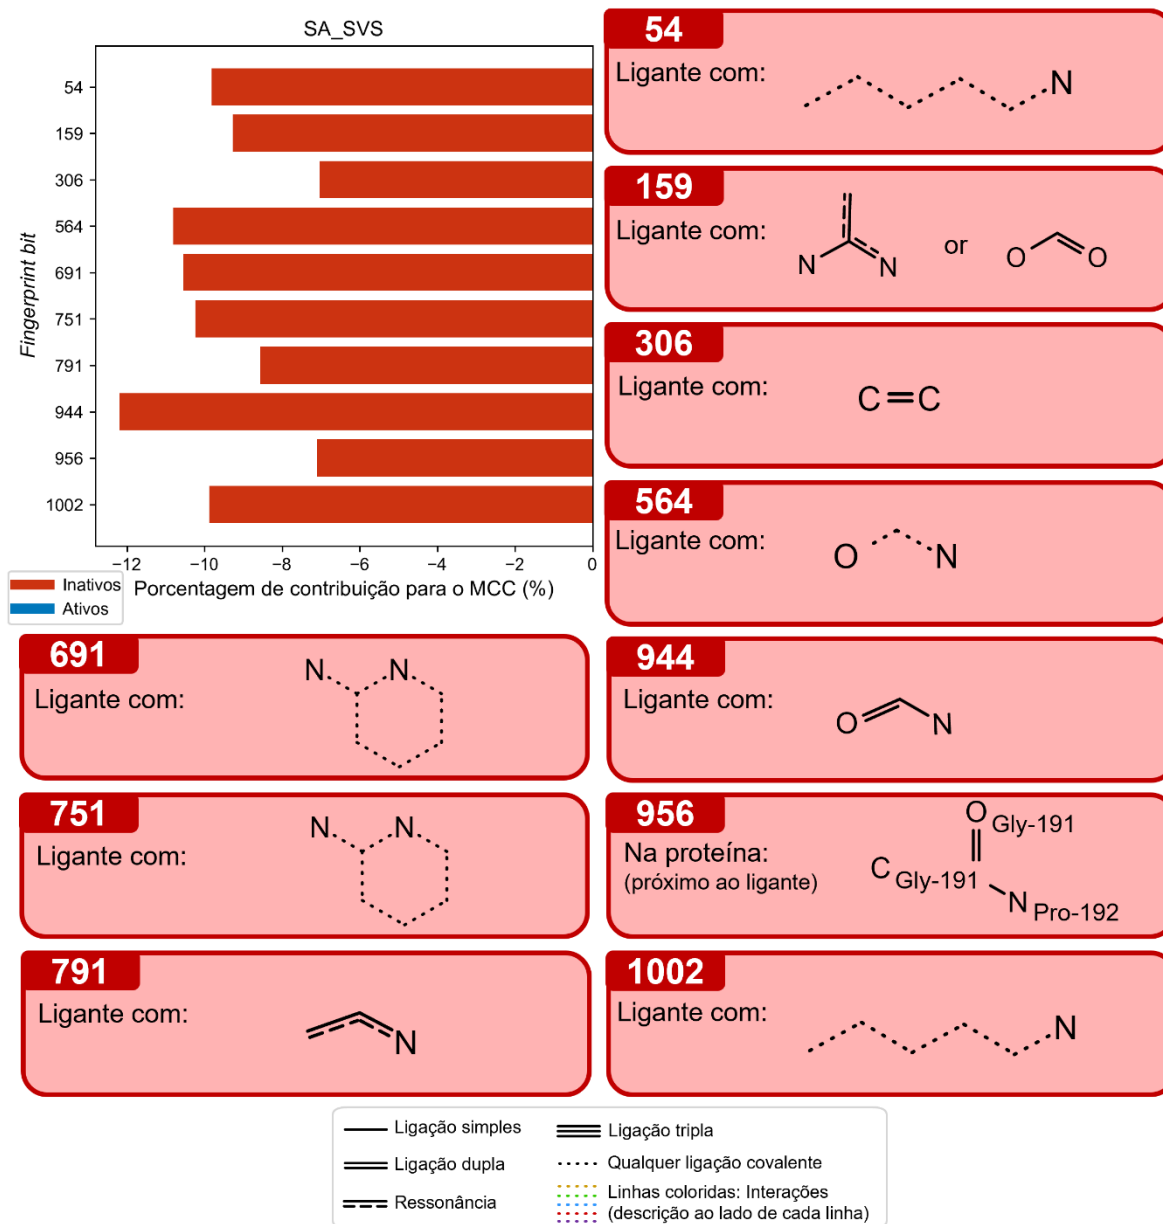 SA_SVS
Fingerprint bit
54
159
306
564
691
751
791
944
956
1002
−12
−10
−8
−6
−4
−2
0
Porcentagem de contribuição para o MCC (%)
Inativos
Ativos
54
Ligante com:
N
159
Ligante com:
N
N
or
O
O
306
Ligante com:
C
C
564
Ligante com:
O
N
691
Ligante com:
N
N
944
Ligante com:
O
N
751
Ligante com:
N
N
956
Na proteína:
(próximo ao ligante)
O Gly-191
C Gly-191
N Pro-192
791
Ligante com:
N
1002
Ligante com:
N
Ligação simples
Ligação tripla
Ligação dupla
Qualquer ligação covalente
Ressonância
Linhas coloridas: Interações
(descrição ao lado de cada linha)